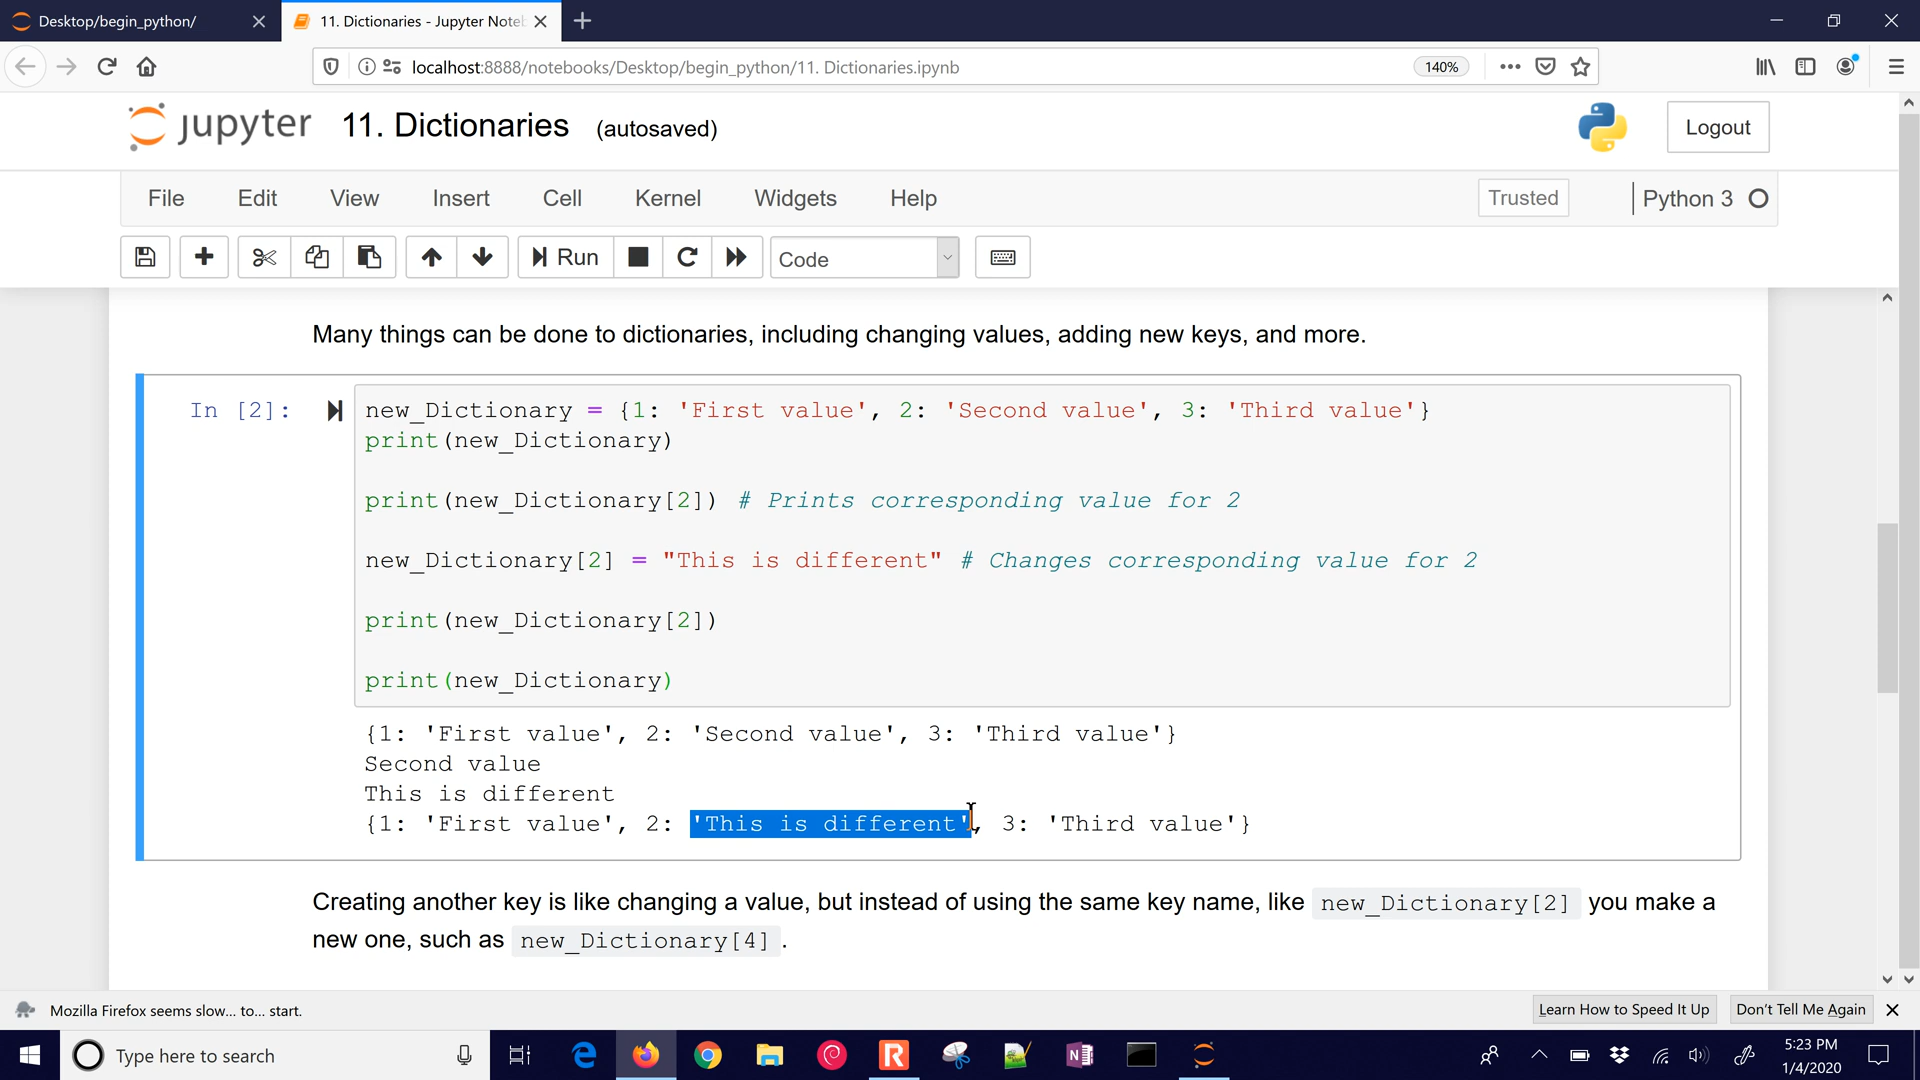 Desktop/begin_python/
11. Dictionaries - Jupyter Note
localhost:8888/notebooks/Desktop/begin_python/11. Dictionaries.ipynb
140%
jupyter 11. Dictionaries (autosaved)
Logout
File Edit View Insert Cell Kernel Widgets Help
Trusted
Python 3
Run
Code
Many things can be done to dictionaries, including changing values, adding new keys, and more.
In [2]:
new_Dictionary = {1: 'First value', 2: 'Second value', 3: 'Third value'}
print(new_Dictionary)
print(new_Dictionary[2]) # Prints corresponding value for 2
new_Dictionary[2] = "This is different" # Changes corresponding value for 2
print(new_Dictionary[2])
print(new_Dictionary)
{1: 'First value', 2: 'Second value', 3: 'Third value'}
Second value
This is different
{1: 'First value', 2: 'This is different', 3: 'Third value'}
Creating another key is like changing a value, but instead of using the same key name, like new_Dictionary[2] you make a
new one, such as new_Dictionary[4] .
Mozilla Firefox seems slow... to... start.
Learn How to Speed It Up
Don't Tell Me Again
Type here to search
5:23 PM
1/4/2020